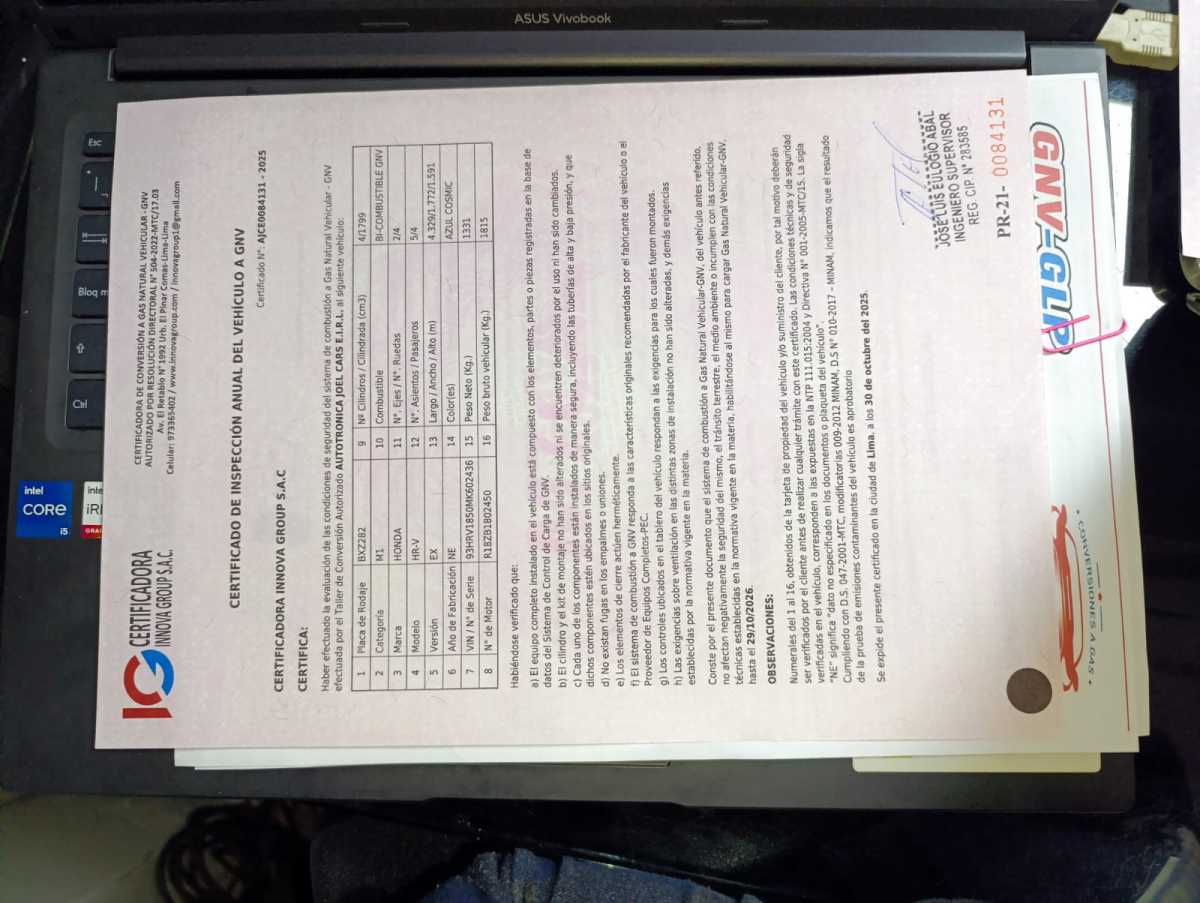 ASUS Vivobook
Esc
Bloq m
Ctrl
intel
CORE
i5
intel
CERTIFICADORA
INNOVA GROUP S.A.C.
CERTIFICADORA DE CONVERSIÓN A GAS NATURAL VEHICULAR - GNV
AUTORIZADO POR RESOLUCIÓN DIRECTORAL N° 504-2022-MTC/17.03
Av. El Retablo N°1992 Urb. El Pinar Comas-Lima-Lima
Celular: 973365402 / www.innovagroup.com / innovagroup1@gmail.com
CERTIFICADO DE INSPECCIÓN ANUAL DEL VEHÍCULO A GNV
Certificado N°: AJCE0084131 - 2025
CERTIFICADORA INNOVA GROUP S.A.C
CERTIFICA:
Haber efectuado la evaluación de las condiciones de seguridad del sistema de combustión a Gas Natural Vehicular - GNV
efectuada por el Taller de Conversión Autorizado AUTOTRONICA JOEL CARS E.I.R.L. al siguiente vehículo:
1 Placa de Rodaje BXZ282 9 Nº Cilindros / Cilindrada (cm3) 4/1799
2 Categoría M1 10 Combustible BI-COMBUSTIBLE GNV
3 Marca HONDA 11 N°. Ejes / N°. Ruedas 2/4
4 Modelo HR-V 12 N°. Asientos / Pasajeros 5/4
5 Versión EX 13 Largo / Ancho / Alto (m) 4.329/1.772/1.591
6 Año de Fabricación NE 14 Color(es) AZUL COSMIC
7 VIN / N° de Serie 93HRV1850MK602436 15 Peso Neto (Kg.) 1331
8 N° de Motor R18ZB1802450 16 Peso bruto vehicular (Kg.) 1815
Habiéndose verificado que:
a) El equipo completo instalado en el vehículo está compuesto con los elementos, partes o piezas registradas en la base de
datos del Sistema de Control de Carga de GNV.
b) El cilindro y el kit de montaje no han sido alterados ni se encuentren deteriorados por el uso ni han sido cambiados.
c) Cada uno de los componentes están instalados de manera segura, incluyendo las tuberías de alta y baja presión, y que
dichos componentes estén ubicados en los sitios originales.
d) No existan fugas en los empalmes o uniones.
e) Los elementos de cierre actúen herméticamente.
f) El sistema de combustión a GNV responda a las características originales recomendadas por el fabricante del vehículo o el
Proveedor de Equipos Completos-PEC.
g) Los controles ubicados en el tablero del vehículo respondan a las exigencias para los cuales fueron montados.
h) Las exigencias sobre ventilación en las distintas zonas de instalación no han sido alteradas, y demás exigencias
establecidas por la normativa vigente en la materia.
Conste por el presente documento que el sistema de combustión a Gas Natural Vehicular-GNV, del vehículo antes referido,
no afectan negativamente la seguridad del mismo, el tránsito terrestre, el medio ambiente o incumplen con las condiciones
técnicas establecidas en la normativa vigente en la materia, habilitándose al mismo para cargar Gas Natural Vehicular-GNV,
hasta el 29/10/2026.
OBSERVACIONES:
Numerales del 1 al 16, obtenidos de la tarjeta de propiedad del vehículo y/o suministro del cliente, por tal motivo deberán
ser verificados por el cliente antes de realizar cualquier trámite con este certificado. Las condiciones técnicas y de seguridad
verificadas en el vehículo, corresponden a las expuestas en la NTP 111.015:2004 y Directiva N° 001-2005-MTC/15. La sigla
"NE" significa "dato no especificado en los documentos o plaqueta del vehículo".
Cumpliendo con D.S. 047-2001-MTC, modificatorias 009-2012 MINAM, D.S N° 010-2017 – MINAM, indicamos que el resultado
de la prueba de emisiones contaminantes del vehículo es aprobatorio
Se expide el presente certificado en la ciudad de Lima, a los 30 de octubre del 2025.
JOSE LUIS EULOGIO ABAL
INGENIERO SUPERVISOR
REG. CIP. N° 283585
PR-21- 0084131
GNV-GLP
CONVERSIONES A GAS